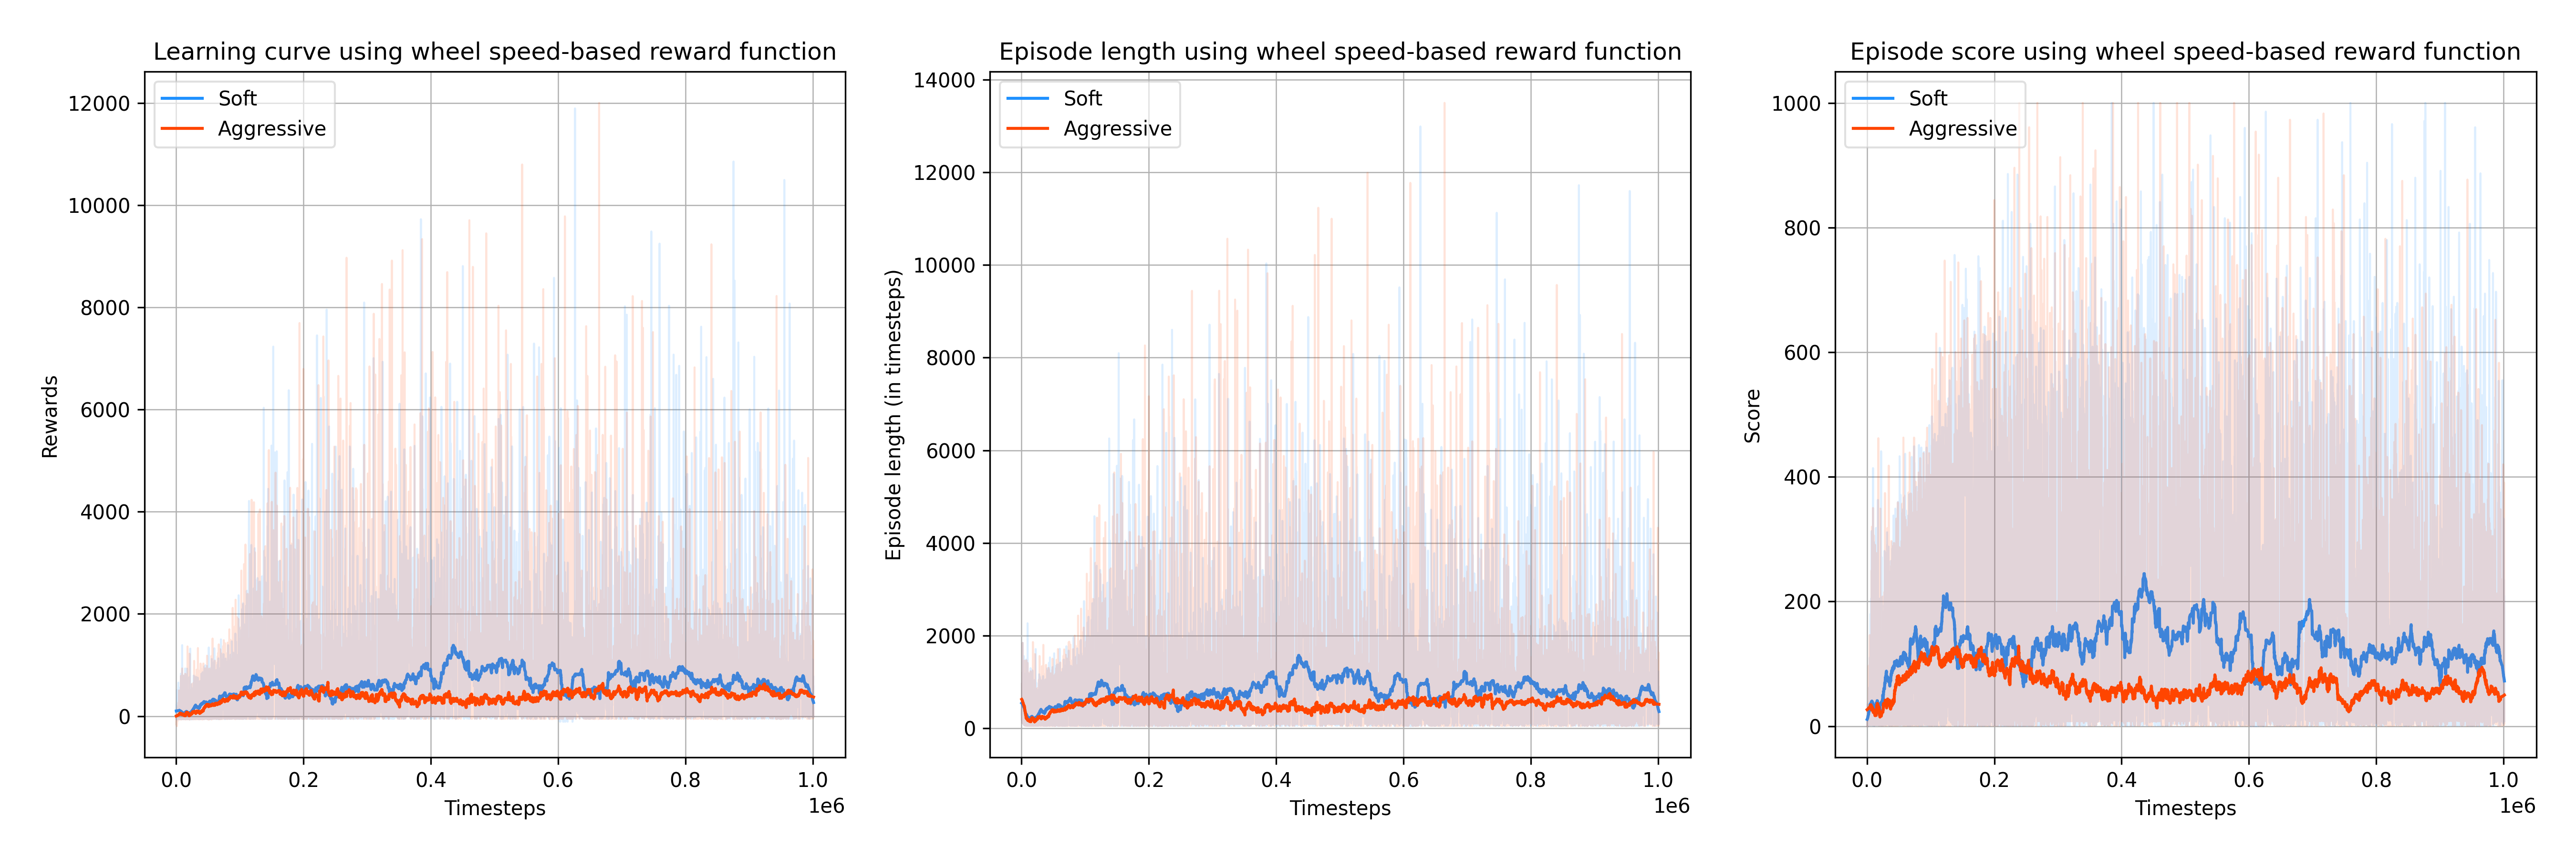 Learning curve using wheel speed-based reward function
Soft
Aggressive
12000
10000
8000
6000
4000
2000
0
Rewards
0.0 0.2 0.4 0.6 0.8 1.0
1e6
Timesteps
Episode length using wheel speed-based reward function
Soft
Aggressive
14000
12000
10000
8000
6000
4000
2000
0
Episode length (in timesteps)
0.0 0.2 0.4 0.6 0.8 1.0
1e6
Timesteps
Episode score using wheel speed-based reward function
Soft
Aggressive
1000
800
600
400
200
0
Score
0.0 0.2 0.4 0.6 0.8 1.0
1e6
Timesteps